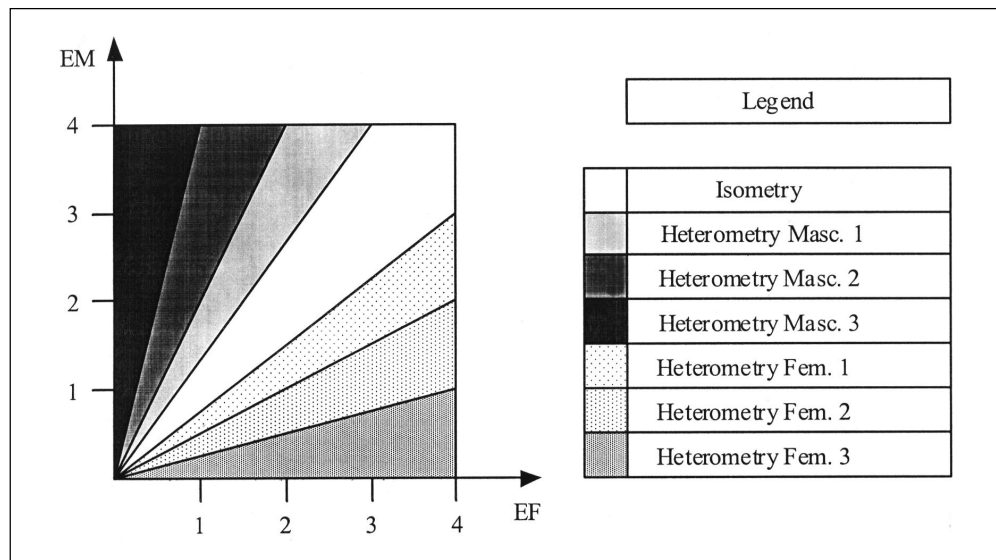 EM
4
3
2
1
1 2 3 4
EF
Legend
Isometry
Heterometry Masc. 1
Heterometry Masc. 2
Heterometry Masc. 3
Heterometry Fem. 1
Heterometry Fem. 2
Heterometry Fem. 3